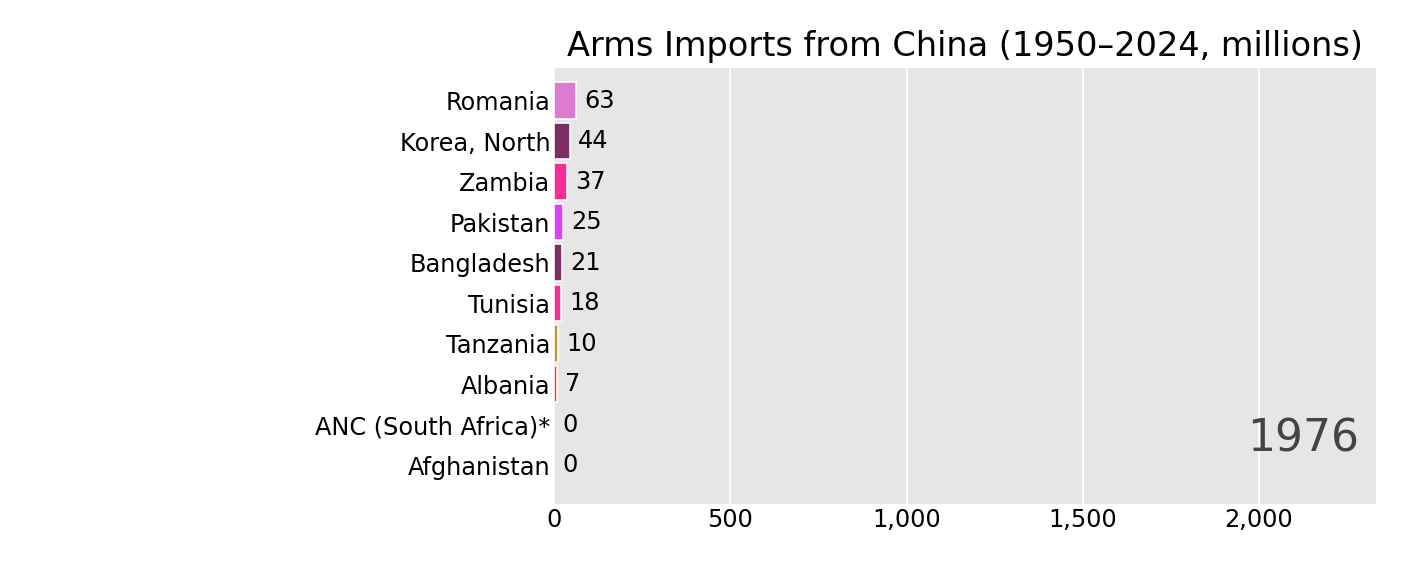 Arms Imports from China (1950–2024, millions)
Romania 63
Korea, North 44
Zambia 37
Pakistan 25
Bangladesh 21
Tunisia 18
Tanzania 10
Albania 7
ANC (South Africa)* 0
Afghanistan 0
1976
0 500 1,000 1,500 2,000